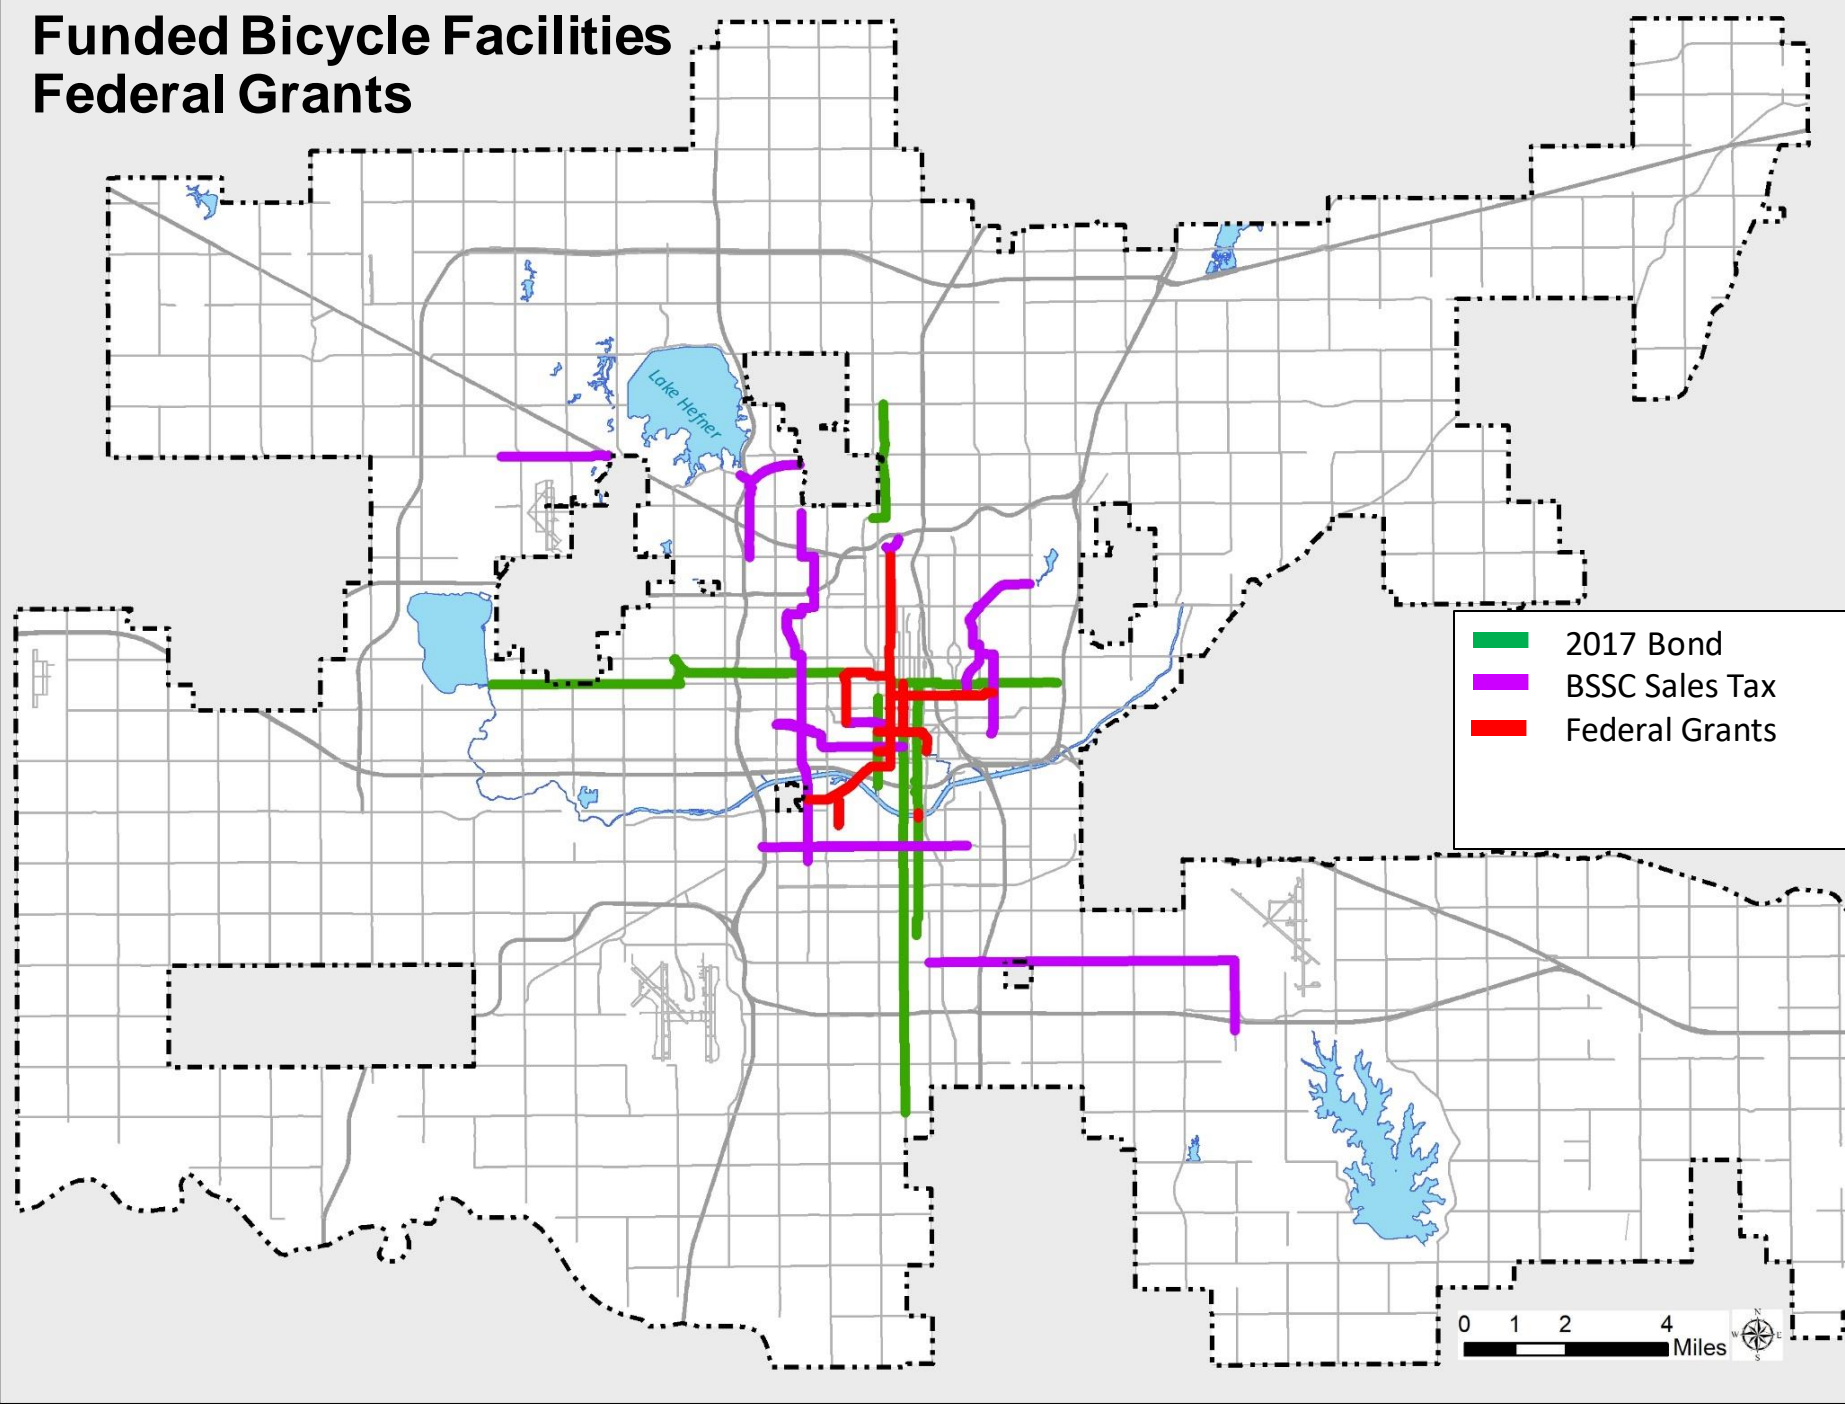 Funded Bicycle Facilities
Federal Grants
Lake Hefner
2017 Bond
BSSC Sales Tax
Federal Grants
0 1 2 4
Miles
N
W E
S